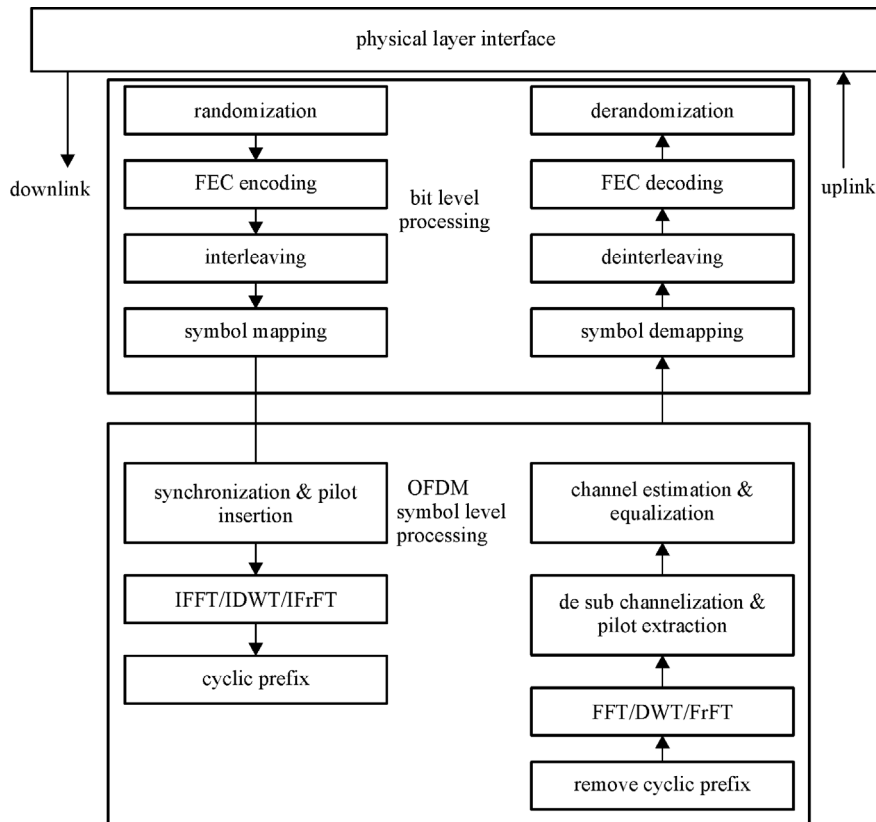 physical layer interface
downlink
uplink
randomization
FEC encoding
interleaving
symbol mapping
bit level
processing
derandomization
FEC decoding
deinterleaving
symbol demapping
synchronization & pilot
insertion
IFFT/IDWT/IFrFT
cyclic prefix
OFDM
symbol level
processing
channel estimation &
equalization
de sub channelization &
pilot extraction
FFT/DWT/FrFT
remove cyclic prefix